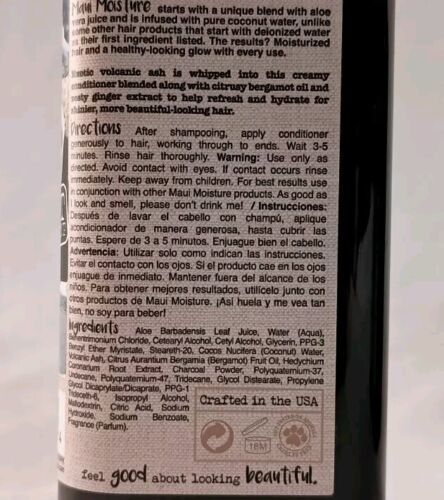 Maui Moisture starts with a unique blend with aloe
vera juice and is infused with pure coconut water, unlike
some other hair products that start with deionized water
as their first ingredient listed. The results? Moisturized
hair and a healthy-looking glow with every use.
Exotic volcanic ash is whipped into this creamy
conditioner blended along with citrusy bergamot oil and
zesty ginger extract to help refresh and hydrate for
shinier, more beautiful-looking hair.
Directions After shampooing, apply conditioner
generously to hair, working through to ends. Wait 3-5
minutes. Rinse hair thoroughly. Warning: Use only as
directed. Avoid contact with eyes. If contact occurs rinse
immediately. Keep away from children. For best results use
in conjunction with other Maui Moisture products. As good as
I look and smell, please don't drink me! / Instrucciones:
Después de lavar el cabello con champú, aplique
acondicionador de manera generosa, hasta cubrir las
puntas. Espere de 3 a 5 minutos. Enjuague bien el cabello.
Advertencia: Utilizar solo como indican las instrucciones.
Evitar el contacto con los ojos. Si el producto cae en los ojos
enjuague de inmediato. Mantener fuera del alcance de los
niños. Para obtener mejores resultados, utilícelo junto con
otros productos de Maui Moisture. ¡Así huela y me vea tan
bien, no soy para beber!
Ingredients Aloe Barbadensis Leaf Juice, Water (Aqua),
Behentrimonium Chloride, Cetearyl Alcohol, Cetyl Alcohol, Glycerin, PPG-3
Benzyl Ether Myristate, Steareth-20, Cocos Nucifera (Coconut) Water,
Volcanic Ash, Citrus Aurantium Bergamia (Bergamot) Fruit Oil, Hedychium
Coronarium Root Extract, Charcoal Powder, Polyquaternium-37,
Undecane, Polyquaternium-47, Tridecane, Glycol Distearate, Propylene
Glycol Dicaprylate/Dicaprate, PPG-1
Trideceth-6, Isopropyl Alcohol,
Maltodextrin, Citric Acid, Sodium
Hydroxide, Sodium Benzoate,
Fragrance (Parfum).
Crafted in the USA
18M
feel good about looking beautiful.